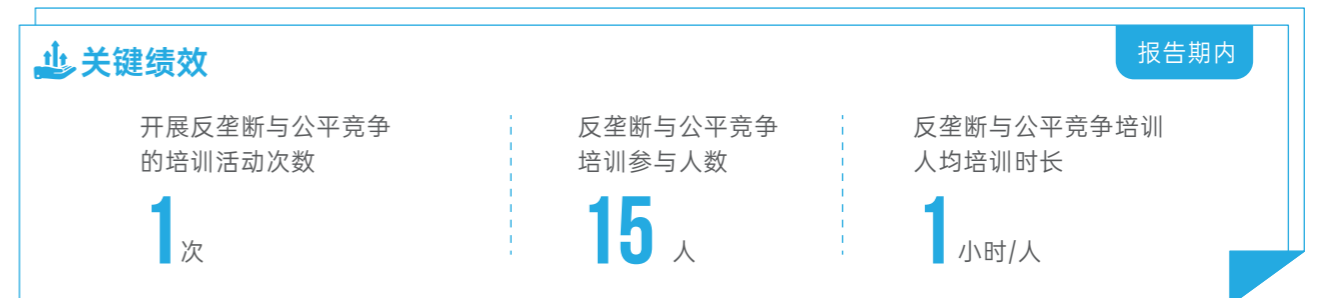 关键绩效
报告期内
开展反垄断与公平竞争
的培训活动次数
1次
反垄断与公平竞争
培训参与人数
15 人
反垄断与公平竞争培训
人均培训时长
1 小时/人